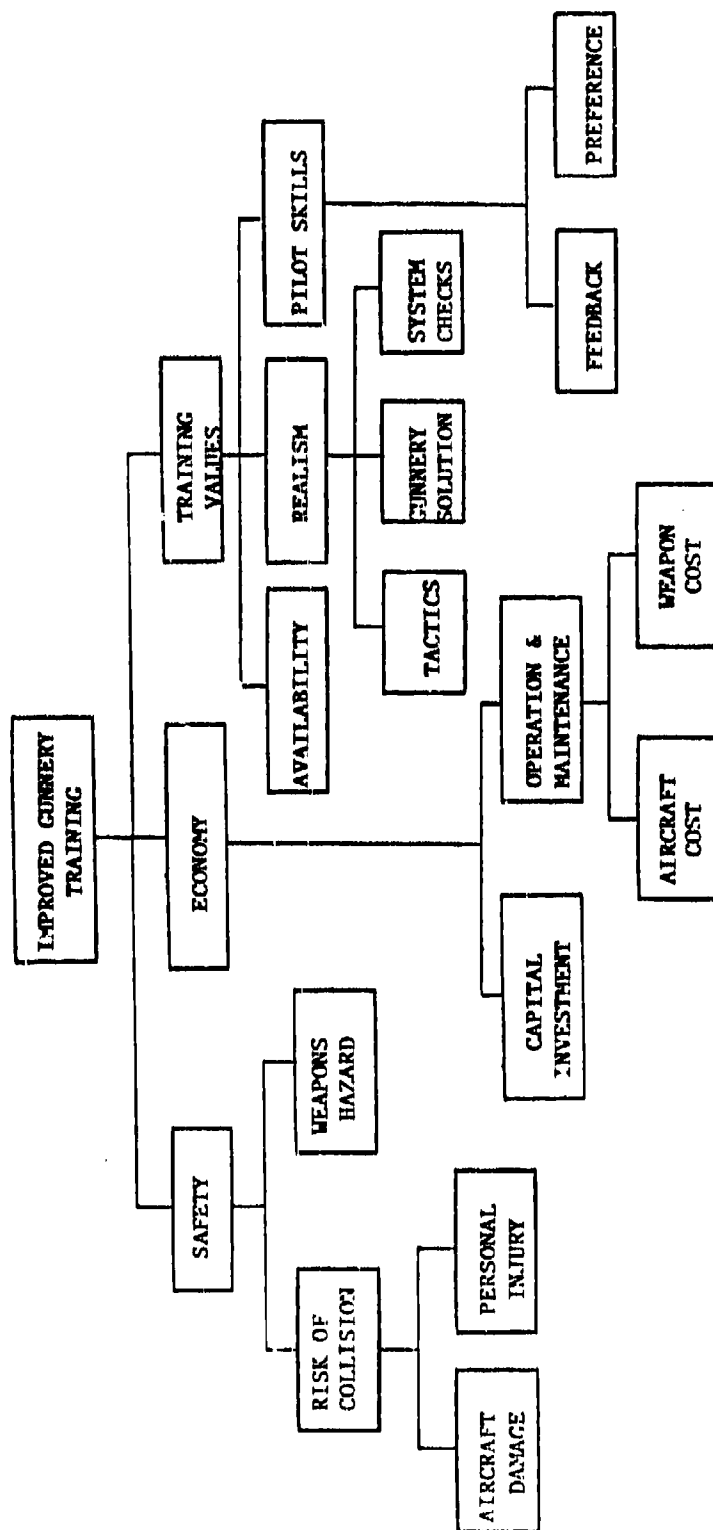 IMPROVED GUNNERY
TRAINING
SAFETY
ECONOMY
TRAINING
VALUES
RISK OF
COLLISION
WEAPONS
HAZARD
AVAILABILITY
REALISM
PILOT SKILLS
AIRCRAFT
DAMAGE
PERSONAL
INJURY
TACTICS
GUNNERY
SOLUTION
SYSTEM
CHECKS
CAPITAL
INVESTMENT
OPERATION &
MAINTENANCE
FEEDBACK
PREFERENCE
AIRCRAFT
COST
WEAPON
COST